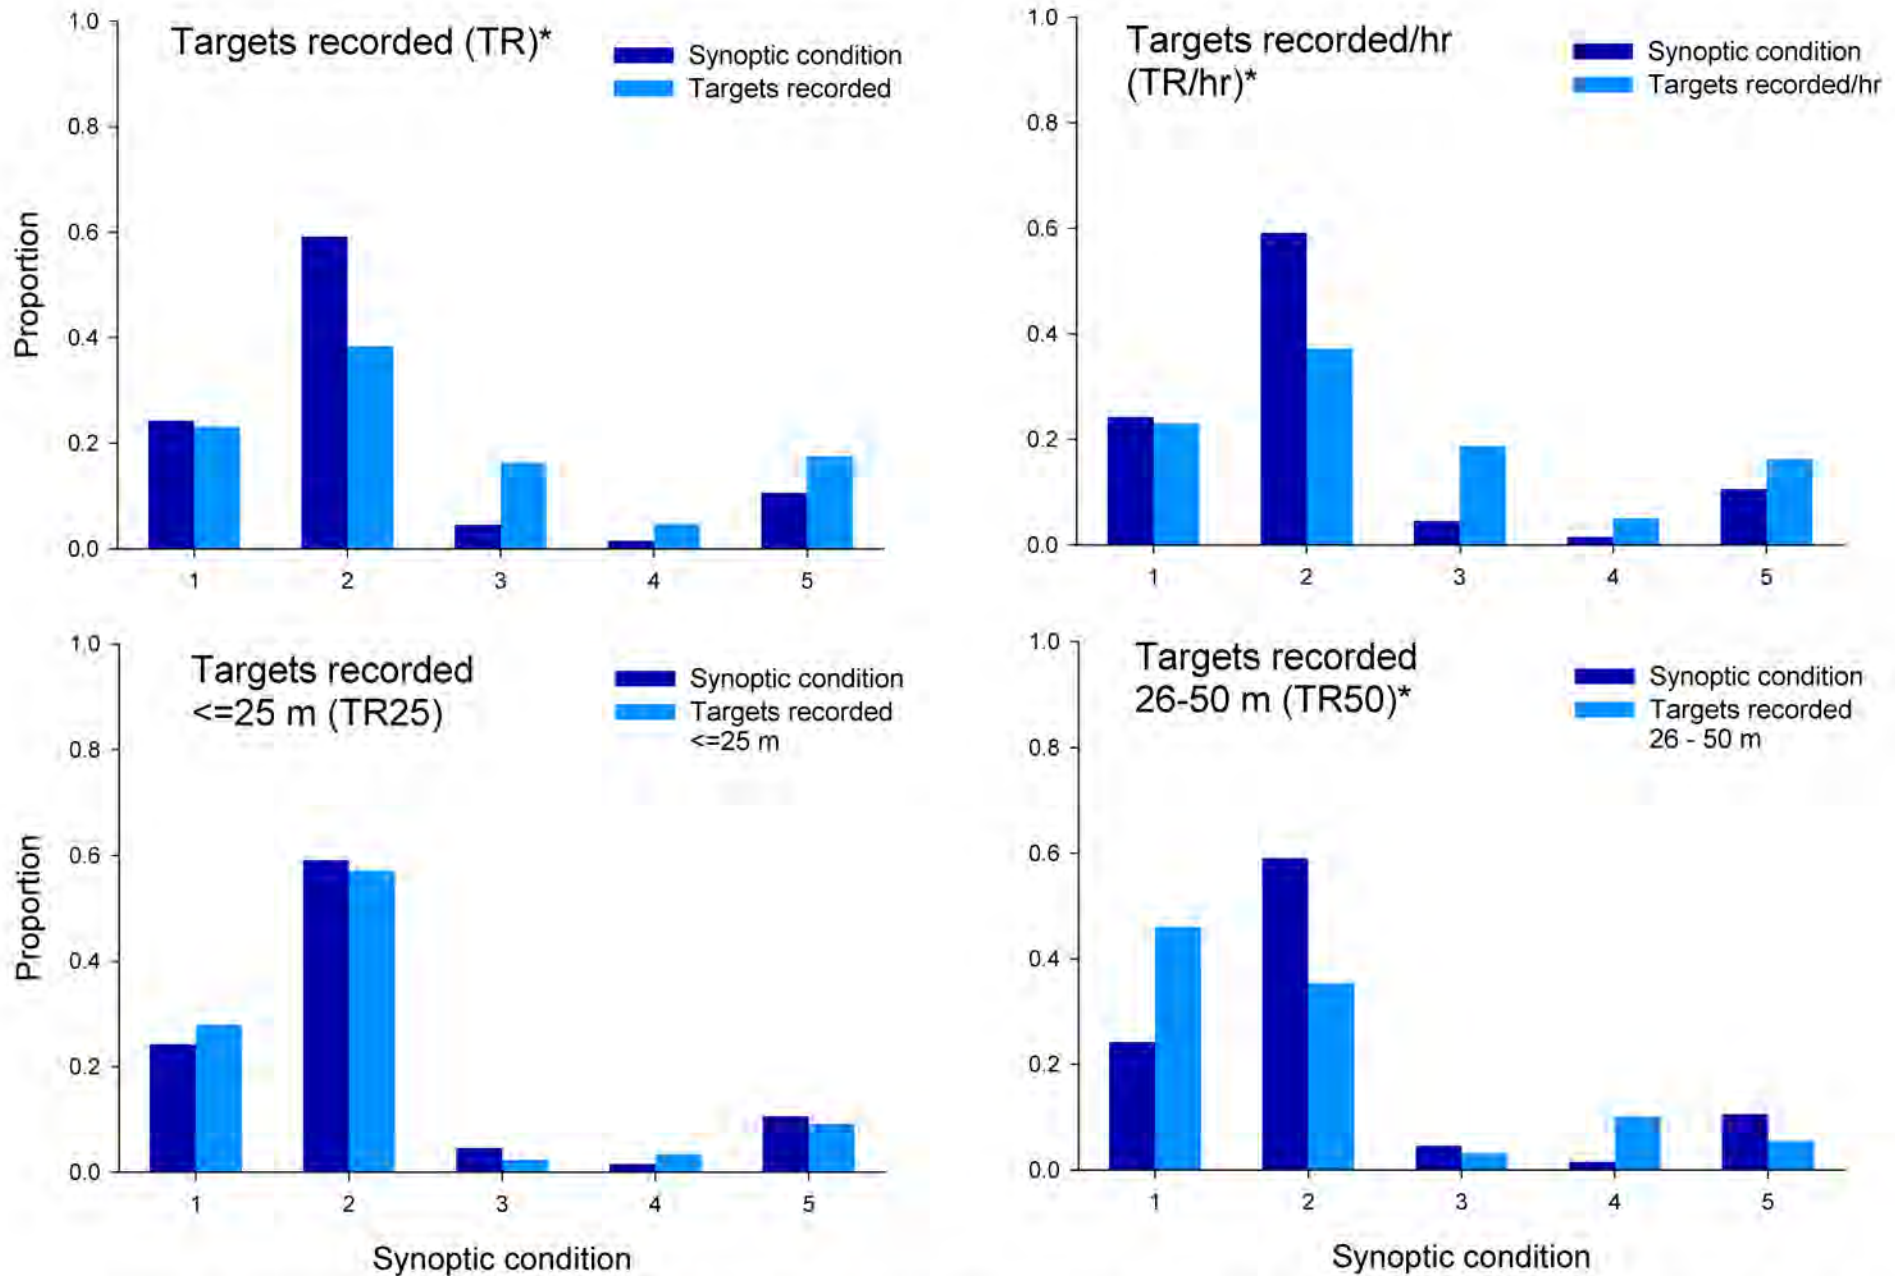 Targets recorded (TR)*
Synoptic condition
Targets recorded
Proportion
1.0
0.8
0.6
0.4
0.2
0.0
1 2 3 4 5
Targets recorded/hr
(TR/hr)*
Synoptic condition
Targets recorded/hr
1.0
0.8
0.6
0.4
0.2
0.0
1 2 3 4 5
Targets recorded
<=25 m (TR25)
Synoptic condition
Targets recorded
<=25 m
Proportion
1.0
0.8
0.6
0.4
0.2
0.0
1 2 3 4 5
Synoptic condition
Targets recorded
26-50 m (TR50)*
Synoptic condition
Targets recorded
26 - 50 m
1.0
0.8
0.6
0.4
0.2
0.0
1 2 3 4 5
Synoptic condition